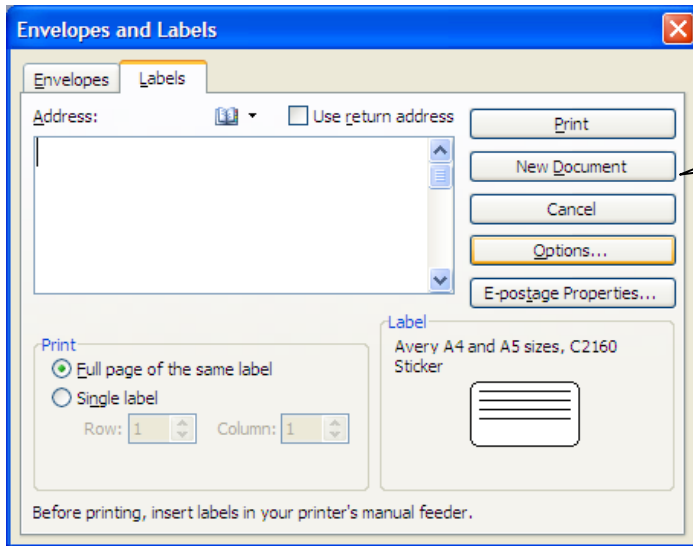 Envelopes and Labels
Envelopes
Labels
Address:
Use return address
Print
New Document
Cancel
Options...
E-postage Properties...
Print
Full page of the same label
Single label
Row: 1 Column: 1
Label
Avery A4 and A5 sizes, C2160
Sticker
Before printing, insert labels in your printer's manual feeder.